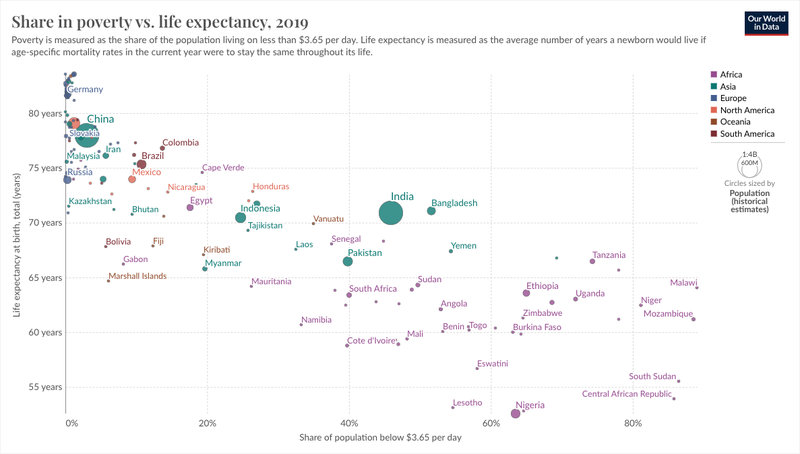 Share in poverty vs. life expectancy, 2019
Our World
in Data
Poverty is measured as the share of the population living on less than $3.65 per day. Life expectancy is measured as the average number of years a newborn would live if
age-specific mortality rates in the current year were to stay the same throughout its life.
Africa
Asia
Europe
North America
Oceania
South America
1:4B
600M
Circles sized by
Population
(historical
estimates)
Life expectancy at birth, total (years)
80 years
75 years
70 years
65 years
60 years
55 years
Germany
China
Slovakia
Colombia
Malaysia
Iran
Brazil
Cape Verde
Russia
Mexico
Nicaragua
Honduras
Kazakhstan
Bhutan
Egypt
Indonesia
India
Bangladesh
Tajikistan
Vanuatu
Bolivia
Fiji
Kiribati
Laos
Senegal
Yemen
Gabon
Myanmar
Pakistan
Tanzania
Marshall Islands
Mauritania
South Africa
Sudan
Ethiopia
Uganda
Malawi
Niger
Angola
Zimbabwe
Mozambique
Namibia
Benin
Togo
Burkina Faso
Cote d'Ivoire
Mali
Eswatini
South Sudan
Central African Republic
Lesotho
Nigeria
0%
20%
40%
60%
80%
Share of population below $3.65 per day